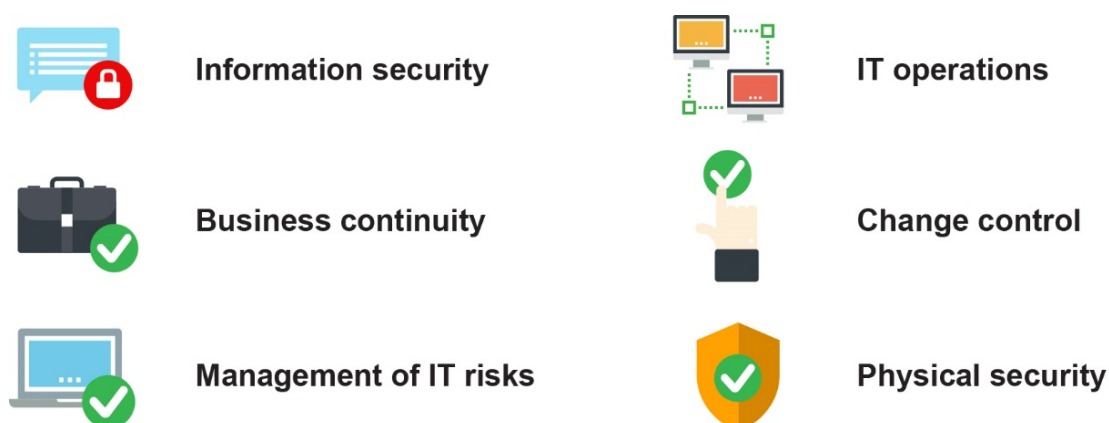 Information security
IT operations
Business continuity
Change control
Management of IT risks
Physical security